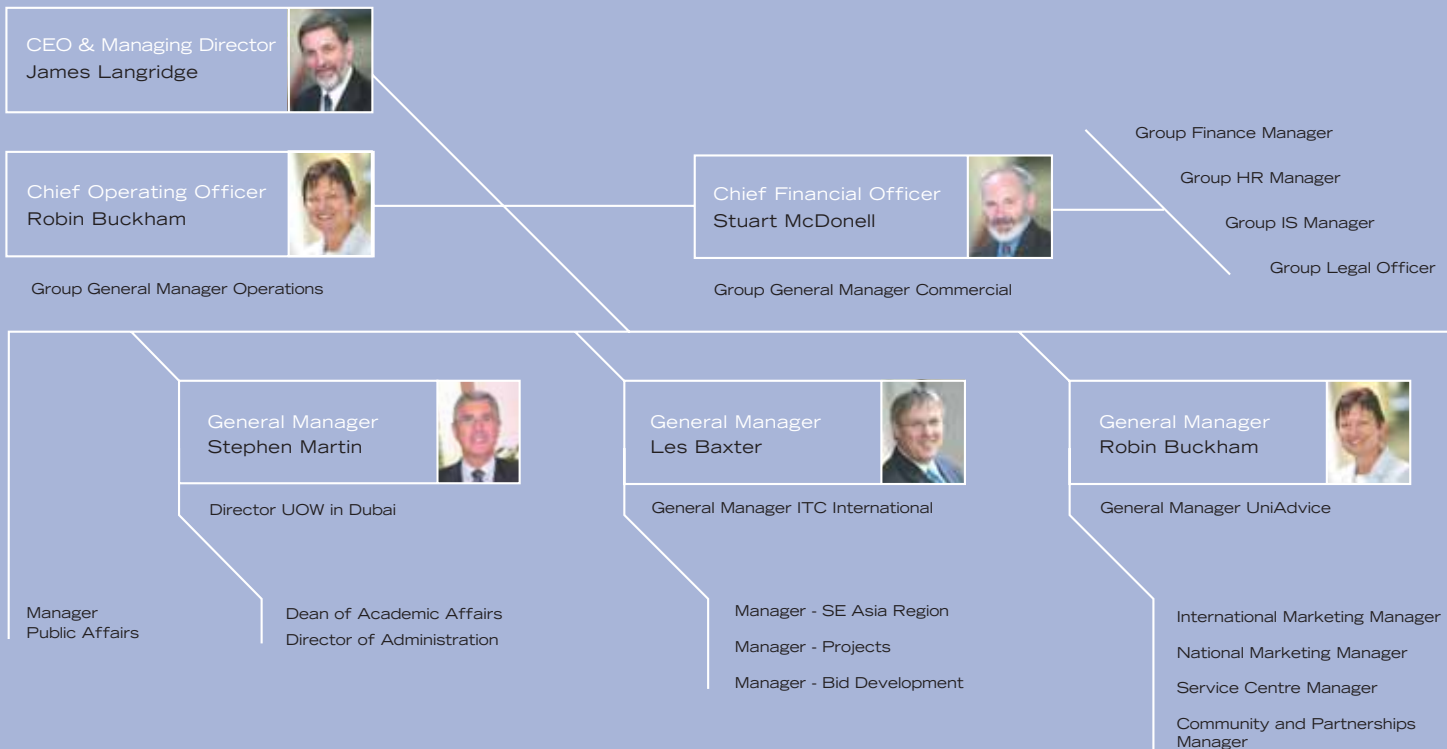 CEO & Managing Director
James Langridge
Chief Operating Officer
Robin Buckham
Group General Manager Operations
Chief Financial Officer
Stuart McDonell
Group General Manager Commercial
Group Finance Manager
Group HR Manager
Group IS Manager
Group Legal Officer
Manager
Public Affairs
General Manager
Stephen Martin
Director UOW in Dubai
Dean of Academic Affairs
Director of Administration
General Manager
Les Baxter
General Manager ITC International
Manager - SE Asia Region
Manager - Projects
Manager - Bid Development
General Manager
Robin Buckham
General Manager UniAdvice
International Marketing Manager
National Marketing Manager
Service Centre Manager
Community and Partnerships
Manager